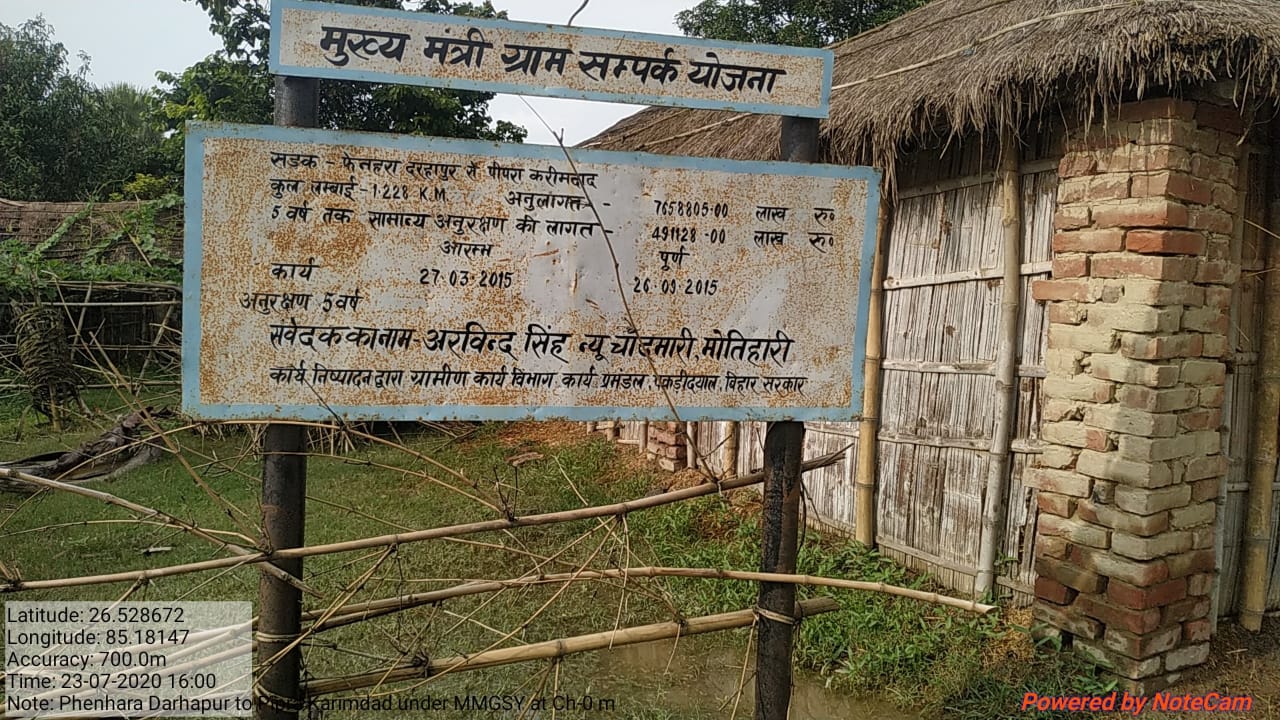 मुख्य मंत्री ग्राम सम्पर्क योजना
सडक - फेनहरा दरहापुर से पीपरा करीमदाद
कुल लम्बाई - 1.228 K.M. अनुलागत - 7658805-00 लाख रु०
5 वर्ष तक सामान्य अनुरक्षण की लागत - 491128-00 लाख रु०
आरम्भ पूर्ण
कार्य 27-03-2015 26-09-2015
अनुरक्षण 5 वर्ष
संवेदक का नाम - अरविन्द सिंह न्यू चाँदमारी, मोतिहारी
कार्य निष्पादन द्वारा ग्रामीण कार्य विभाग, कार्य प्रमंडल, पकडीदयाल, बिहार सरकार
Latitude: 26.528672
Longitude: 85.18147
Accuracy: 700.0m
Time: 23-07-2020 16:00
Note: Phenhara Darhapur to Pipra Karimdad under MMGSY at Ch-0 m
Powered by NoteCam